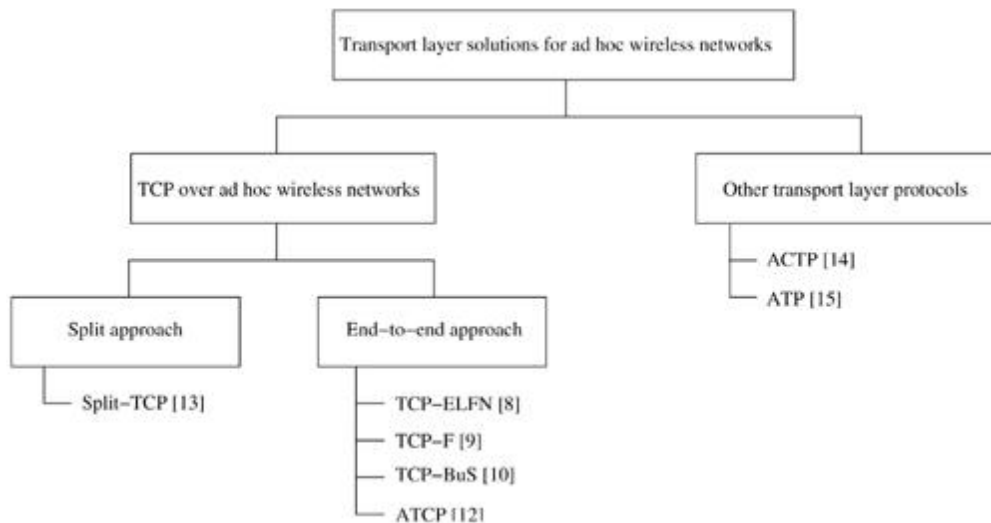 Transport layer solutions for ad hoc wireless networks
TCP over ad hoc wireless networks
Other transport layer protocols
ACTP [14]
ATP [15]
Split approach
End-to-end approach
Split-TCP [13]
TCP-ELFN [8]
TCP-F [9]
TCP-BuS [10]
ATCP [12]